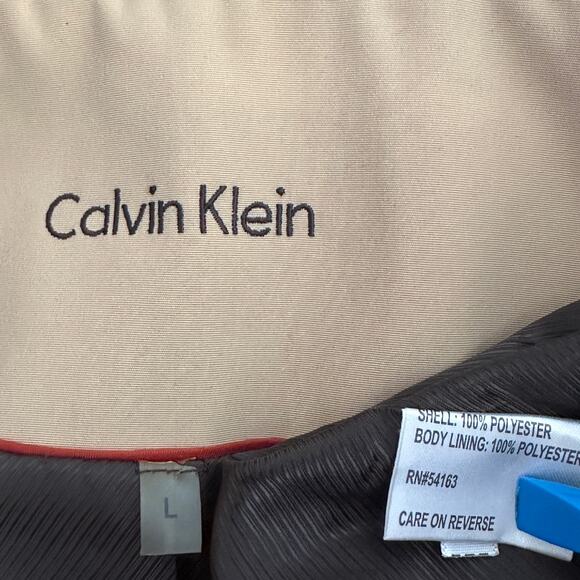 Calvin Klein
SHELL: 100% POLYESTER
BODY LINING: 100% POLYESTER
RN#54163
L
CARE ON REVERSE